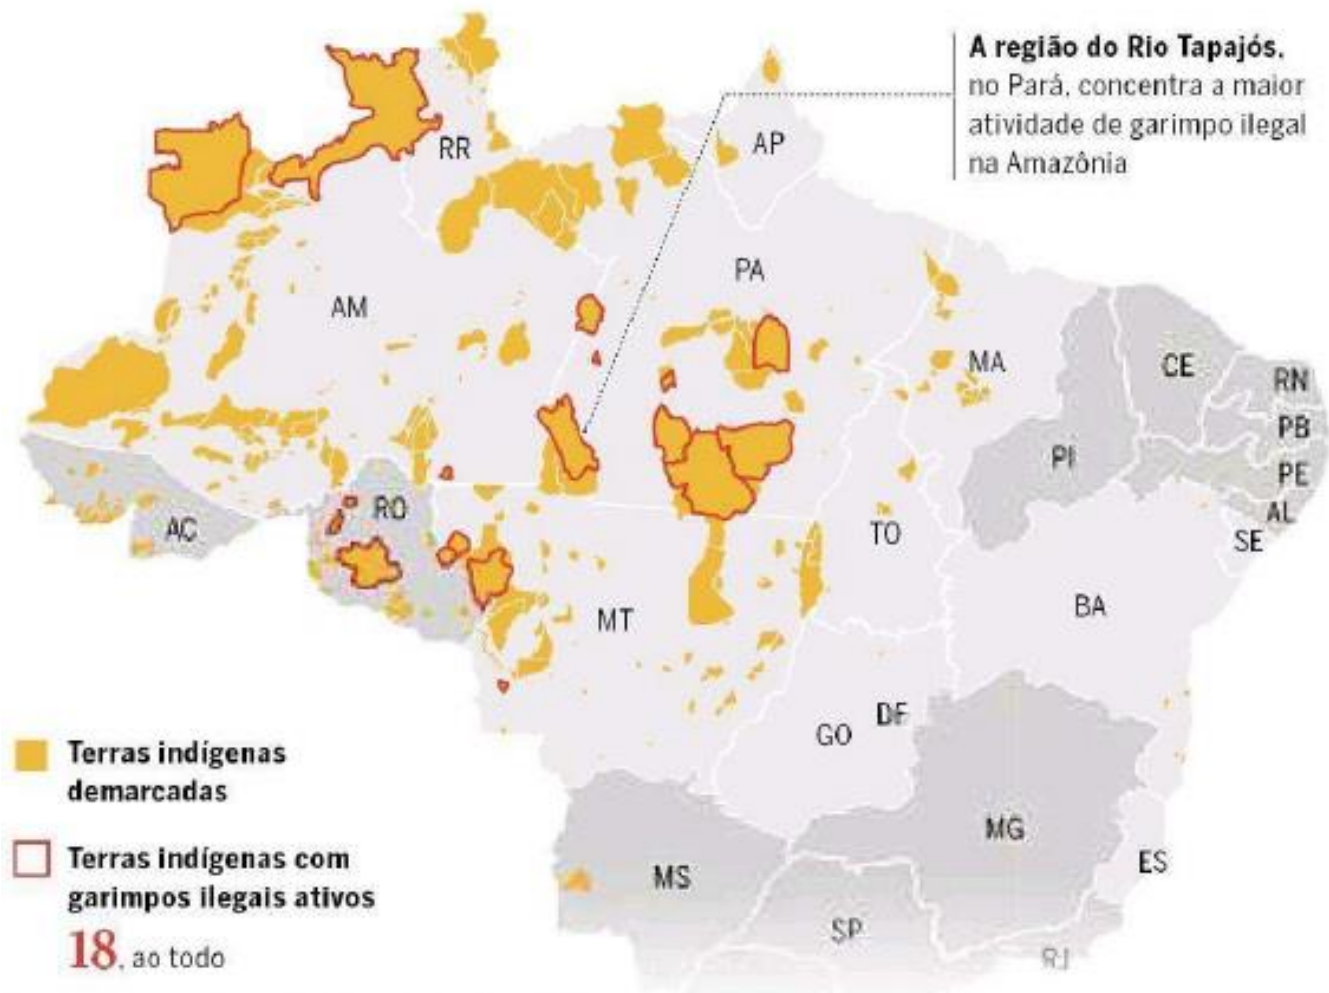 A região do Rio Tapajós.
no Pará, concentra a maior
atividade de garimpo ilegal
na Amazônia
RR
AP
AM
PA
MA
CE
RN
PB
PE
AL
SE
PI
AC
RO
TO
BA
MT
GO
DF
MG
ES
MS
SP
RJ
Terras indígenas
demarcadas
Terras indígenas com
garimpos ilegais ativos
18, ao todo